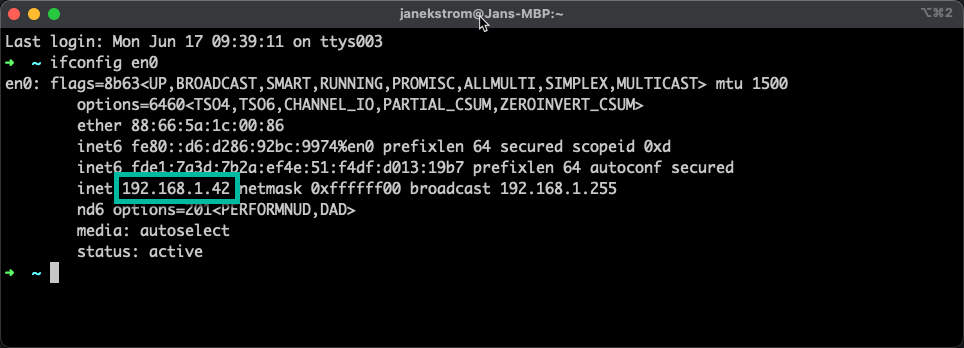 janekstrom@Jans-MBP:~ ⌥⌘2
Last login: Mon Jun 17 09:39:11 on ttys003
➜ ~ ifconfig en0
en0: flags=8b63<UP,BROADCAST,SMART,RUNNING,PROMISC,ALLMULTI,SIMPLEX,MULTICAST> mtu 1500
options=6460<TSO4,TSO6,CHANNEL_IO,PARTIAL_CSUM,ZEROINVERT_CSUM>
ether 88:66:5a:1c:00:86
inet6 fe80::d6:d286:92bc:9974%en0 prefixlen 64 secured scopeid 0xd
inet6 fde1:7a3d:7b2a:ef4e:51:f4df:d013:19b7 prefixlen 64 autoconf secured
inet 192.168.1.42 netmask 0xffffff00 broadcast 192.168.1.255
nd6 options=201<PERFORMNUD,DAD>
media: autoselect
status: active
➜ ~